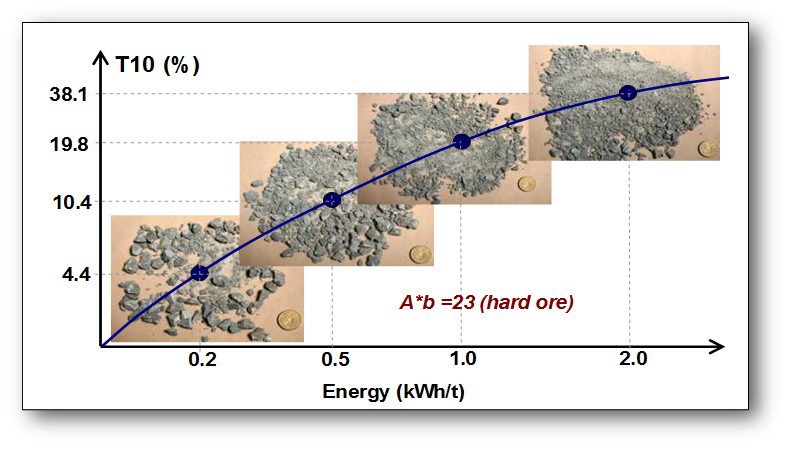 T10 (%)
38.1
19.8
10.4
4.4
A*b =23 (hard ore)
0.2
0.5
1.0
2.0
Energy (kWh/t)